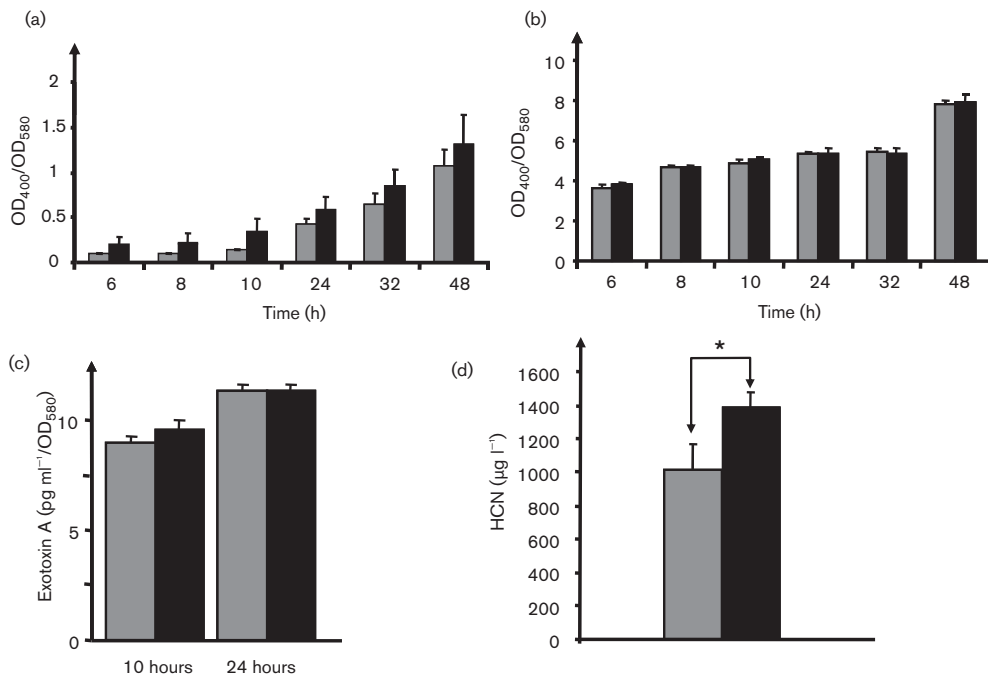 (a)
2
1.5
1
0.5
0
OD₄₀₀/OD₅₈₀
6 8 10 24 32 48
Time (h)
(b)
10
8
6
4
2
0
OD₄₀₀/OD₅₈₀
6 8 10 24 32 48
Time (h)
(c)
10
5
0
Exotoxin A (pg ml⁻¹/OD₅₈₀)
10 hours 24 hours
(d)
*
1600
1400
1200
1000
800
600
400
200
0
HCN (µg l⁻¹)